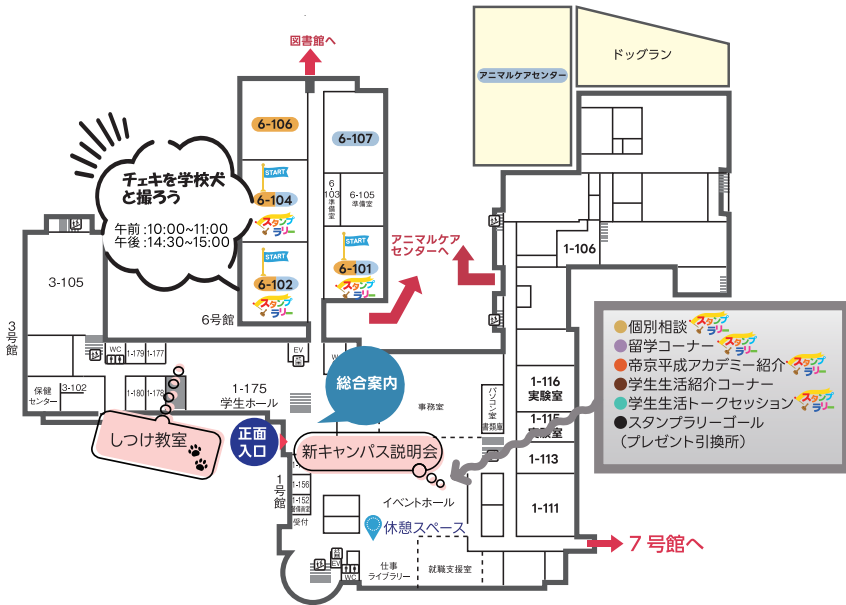 図書館へ
ドッグラン
アニマルケアセンター
6-106
6-107
START
6-104
スタンプ
ラリー
6
103
準
備
室
6-105
準備室
チェキを学校犬
と撮ろう
午前:10:00~11:00
午後:14:30~15:00
START
6-102
スタンプ
ラリー
START
6-101
スタンプ
ラリー
アニマルケア
センターへ
1-106
3-105
6号館
3号館
WC
1-179
1-177
EV
保健
センター
3-102
1-180
1-178
1-175
学生ホール
総合案内
事務室
パソコン室
書類庫
1-116
実験室
1-115
実験室
1-113
1-111
個別相談
スタンプ
ラリー
留学コーナー
スタンプ
ラリー
帝京平成アカデミー紹介
スタンプ
ラリー
学生生活紹介コーナー
学生生活トークセッション
スタンプ
ラリー
スタンプラリーゴール
(プレゼント引換所)
しつけ教室
正面
入口
新キャンパス説明会
1号館
1-156
1-152
受付
イベントホール
休憩スペース
7号館へ
EV
WC
仕事
ライブラリー
就職支援室